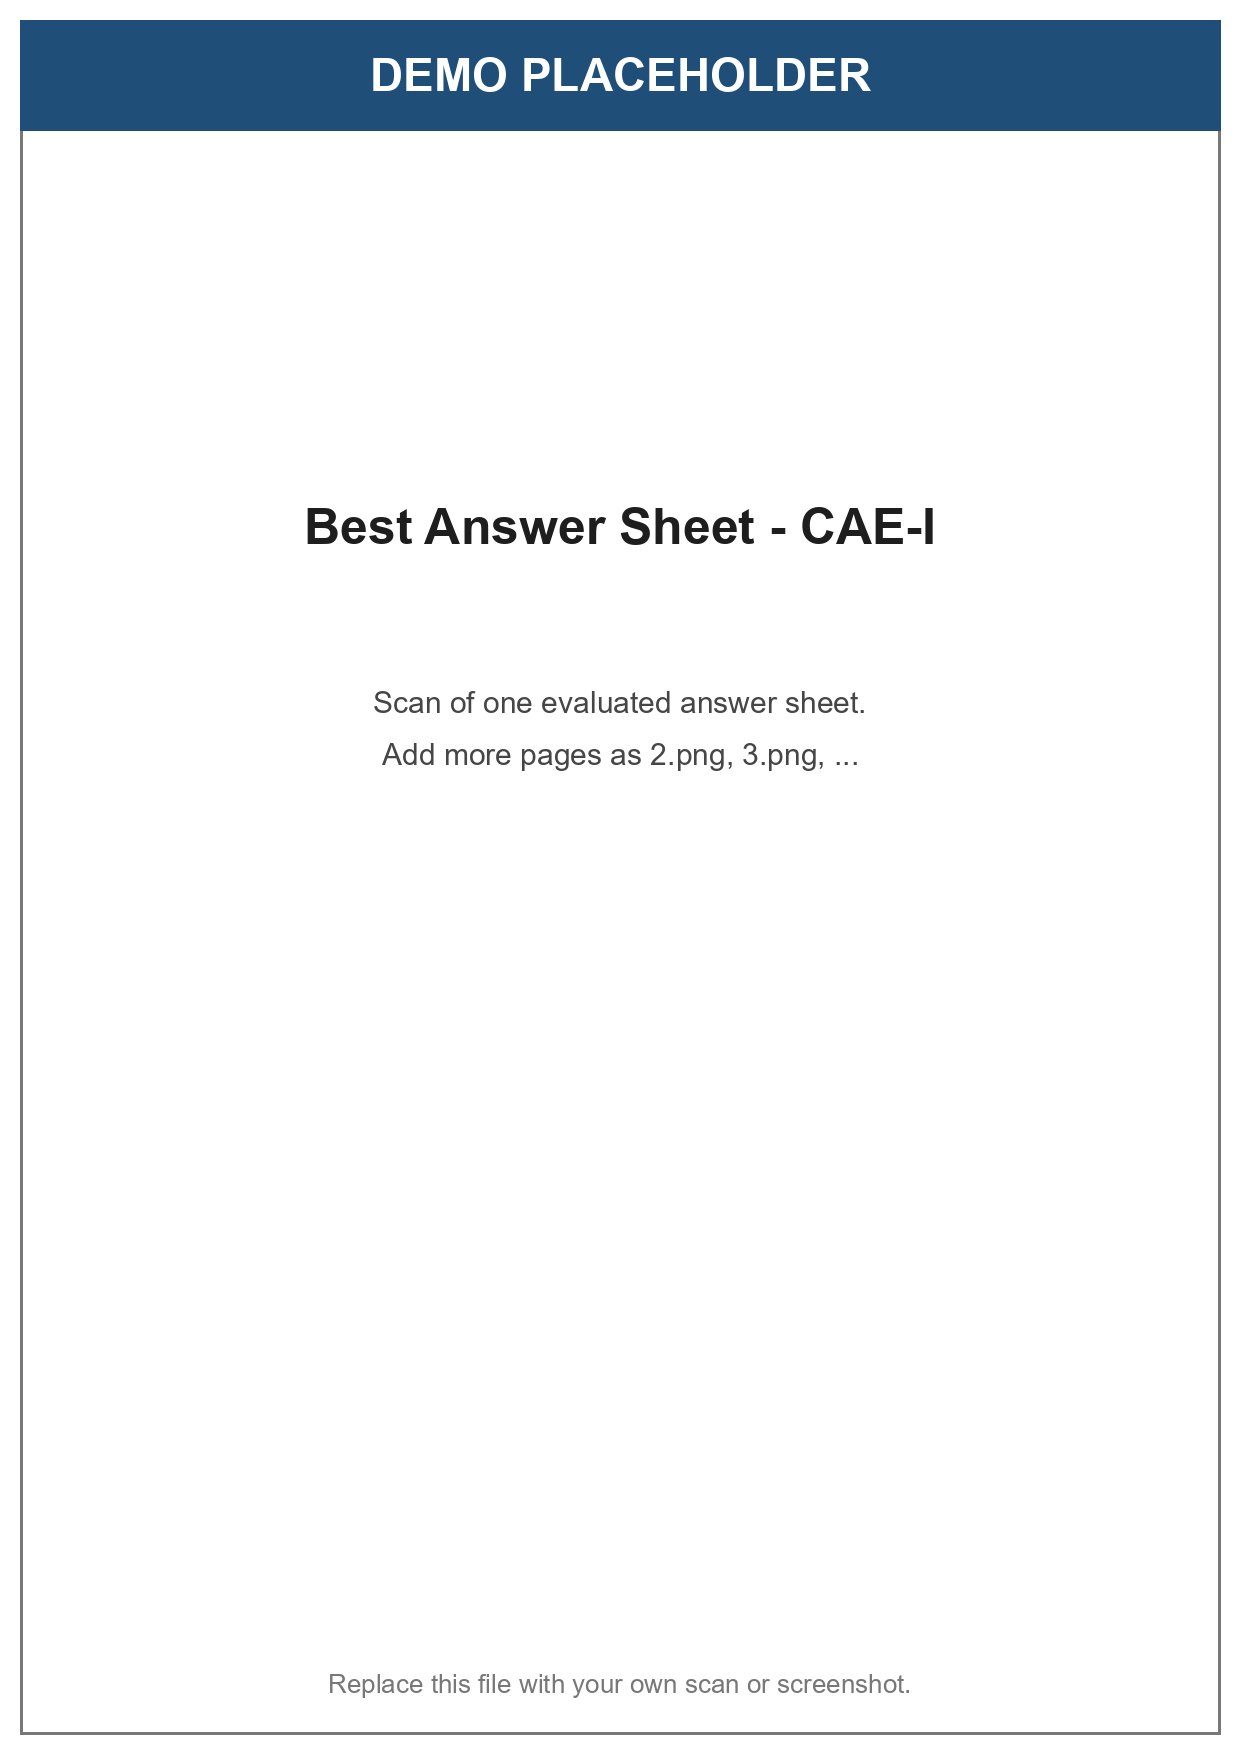 DEMO PLACEHOLDER
Best Answer Sheet - CAE-I
Scan of one evaluated answer sheet.
Add more pages as 2.png, 3.png, ...
Replace this file with your own scan or screenshot.